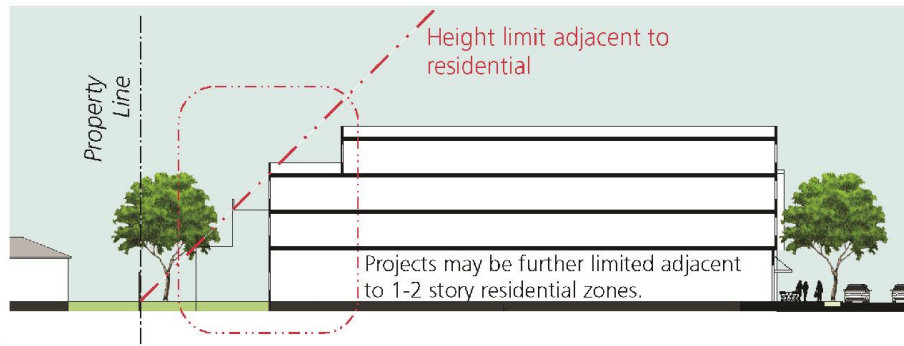 Property
Line
Height limit adjacent to
residential
Projects may be further limited adjacent
to 1-2 story residential zones.